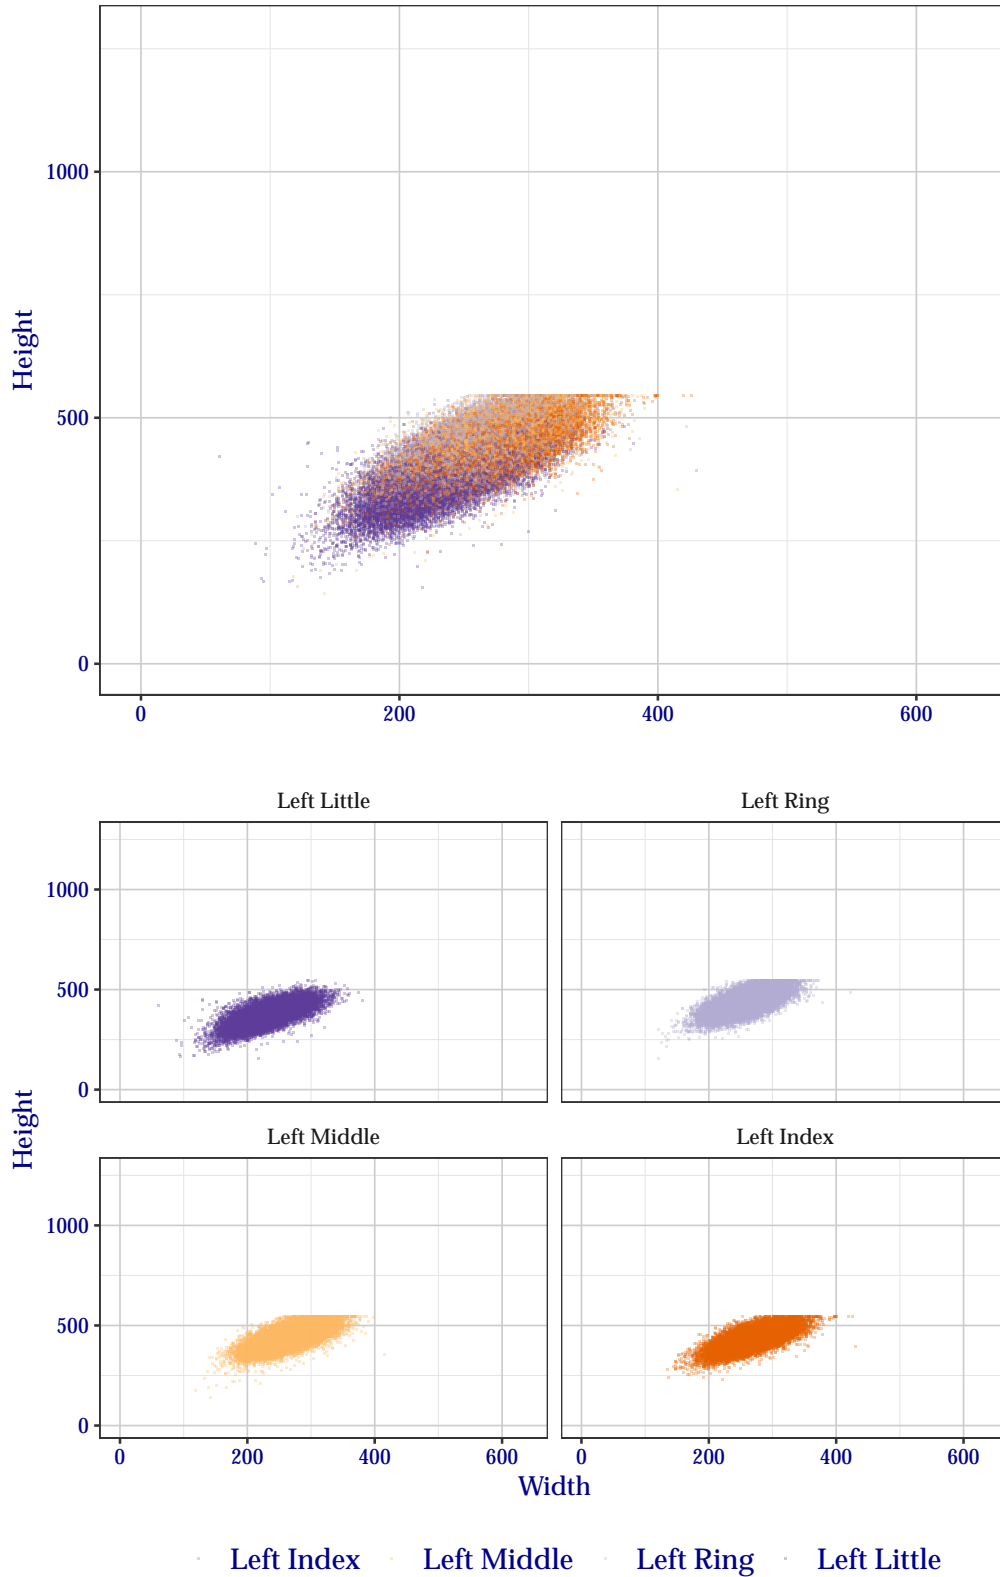 1000
Height
500
0
0 200 400 600
Left Little Left Ring
1000
500
0
Height
Left Middle Left Index
1000
500
0
0 200 400 600 0 200 400 600
Width
Left Index Left Middle Left Ring Left Little